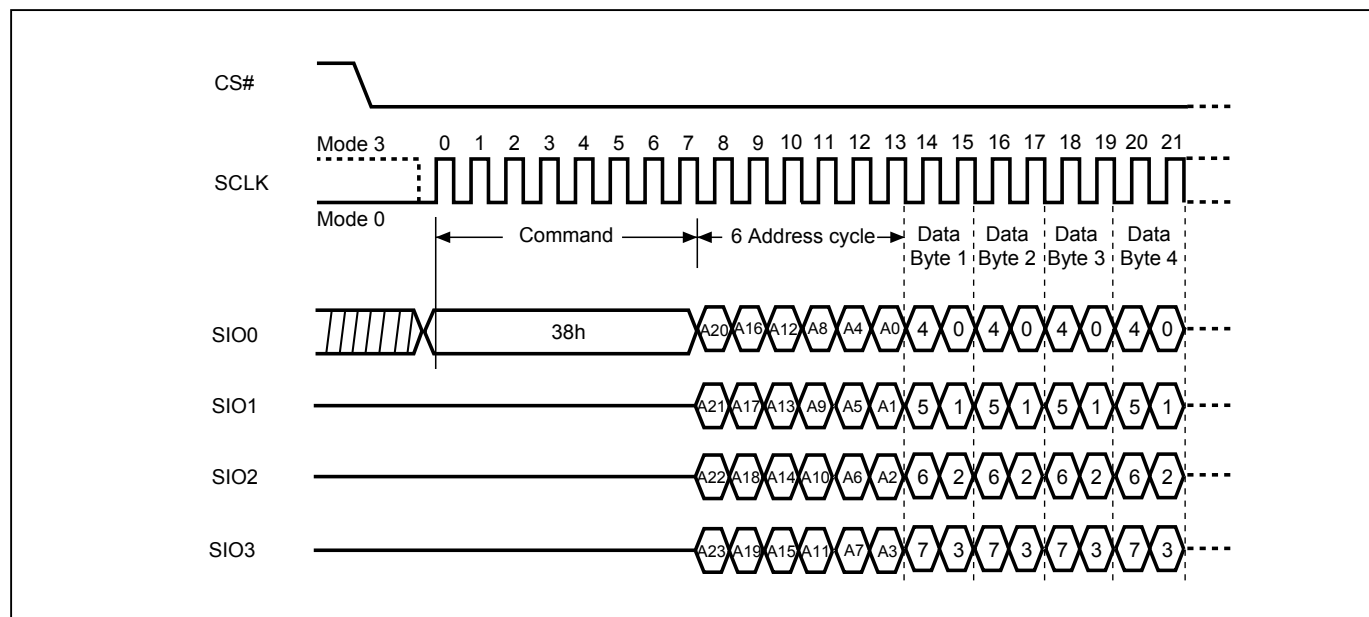 CS#
Mode 3
0 1 2 3 4 5 6 7 8 9 10 11 12 13 14 15 16 17 18 19 20 21
SCLK
Mode 0
Command
6 Address cycle
Data Byte 1
Data Byte 2
Data Byte 3
Data Byte 4
SIO0 38h A20 A16 A12 A8 A4 A0 4 0 4 0 4 0 4 0
SIO1 A21 A17 A13 A9 A5 A1 5 1 5 1 5 1 5 1
SIO2 A22 A18 A14 A10 A6 A2 6 2 6 2 6 2 6 2
SIO3 A23 A19 A15 A11 A7 A3 7 3 7 3 7 3 7 3